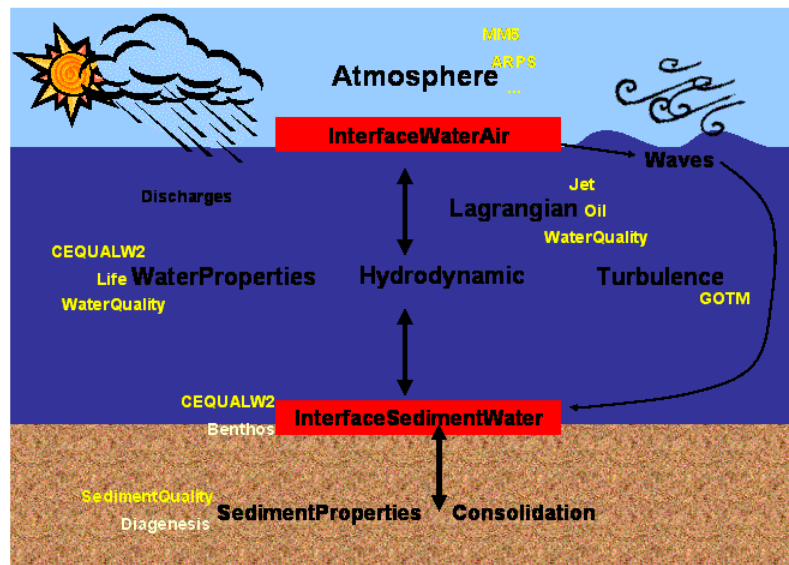 MM5
ARPS
Atmosphere
...
InterfaceWaterAir
Waves
Discharges
Jet
Lagrangian
Oil
WaterQuality
CEQUALW2
Life
WaterProperties
WaterQuality
Hydrodynamic
Turbulence
GOTM
CEQUALW2
InterfaceSedimentWater
Benthos
SedimentQuality
Diagenesis
SedimentProperties
Consolidation